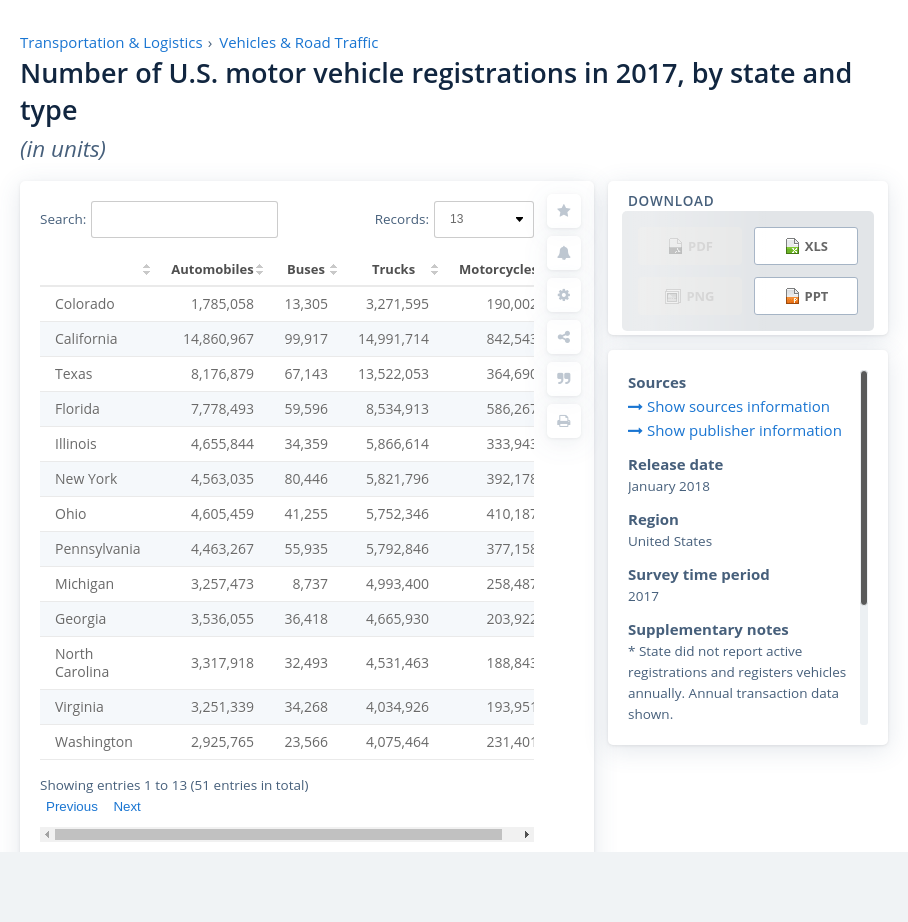 Transportation & Logistics › Vehicles & Road Traffic
Number of U.S. motor vehicle registrations in 2017, by state and
type
(in units)
Search:
Records: 13
Automobiles Buses Trucks Motorcycles
Colorado 1,785,058 13,305 3,271,595 190,002
California 14,860,967 99,917 14,991,714 842,543
Texas 8,176,879 67,143 13,522,053 364,690
Florida 7,778,493 59,596 8,534,913 586,267
Illinois 4,655,844 34,359 5,866,614 333,943
New York 4,563,035 80,446 5,821,796 392,178
Ohio 4,605,459 41,255 5,752,346 410,187
Pennsylvania 4,463,267 55,935 5,792,846 377,158
Michigan 3,257,473 8,737 4,993,400 258,487
Georgia 3,536,055 36,418 4,665,930 203,922
North
Carolina 3,317,918 32,493 4,531,463 188,843
Virginia 3,251,339 34,268 4,034,926 193,951
Washington 2,925,765 23,566 4,075,464 231,401
Showing entries 1 to 13 (51 entries in total)
Previous Next
DOWNLOAD
PDF XLS
PNG PPT
Sources
Show sources information
Show publisher information
Release date
January 2018
Region
United States
Survey time period
2017
Supplementary notes
* State did not report active
registrations and registers vehicles
annually. Annual transaction data
shown.